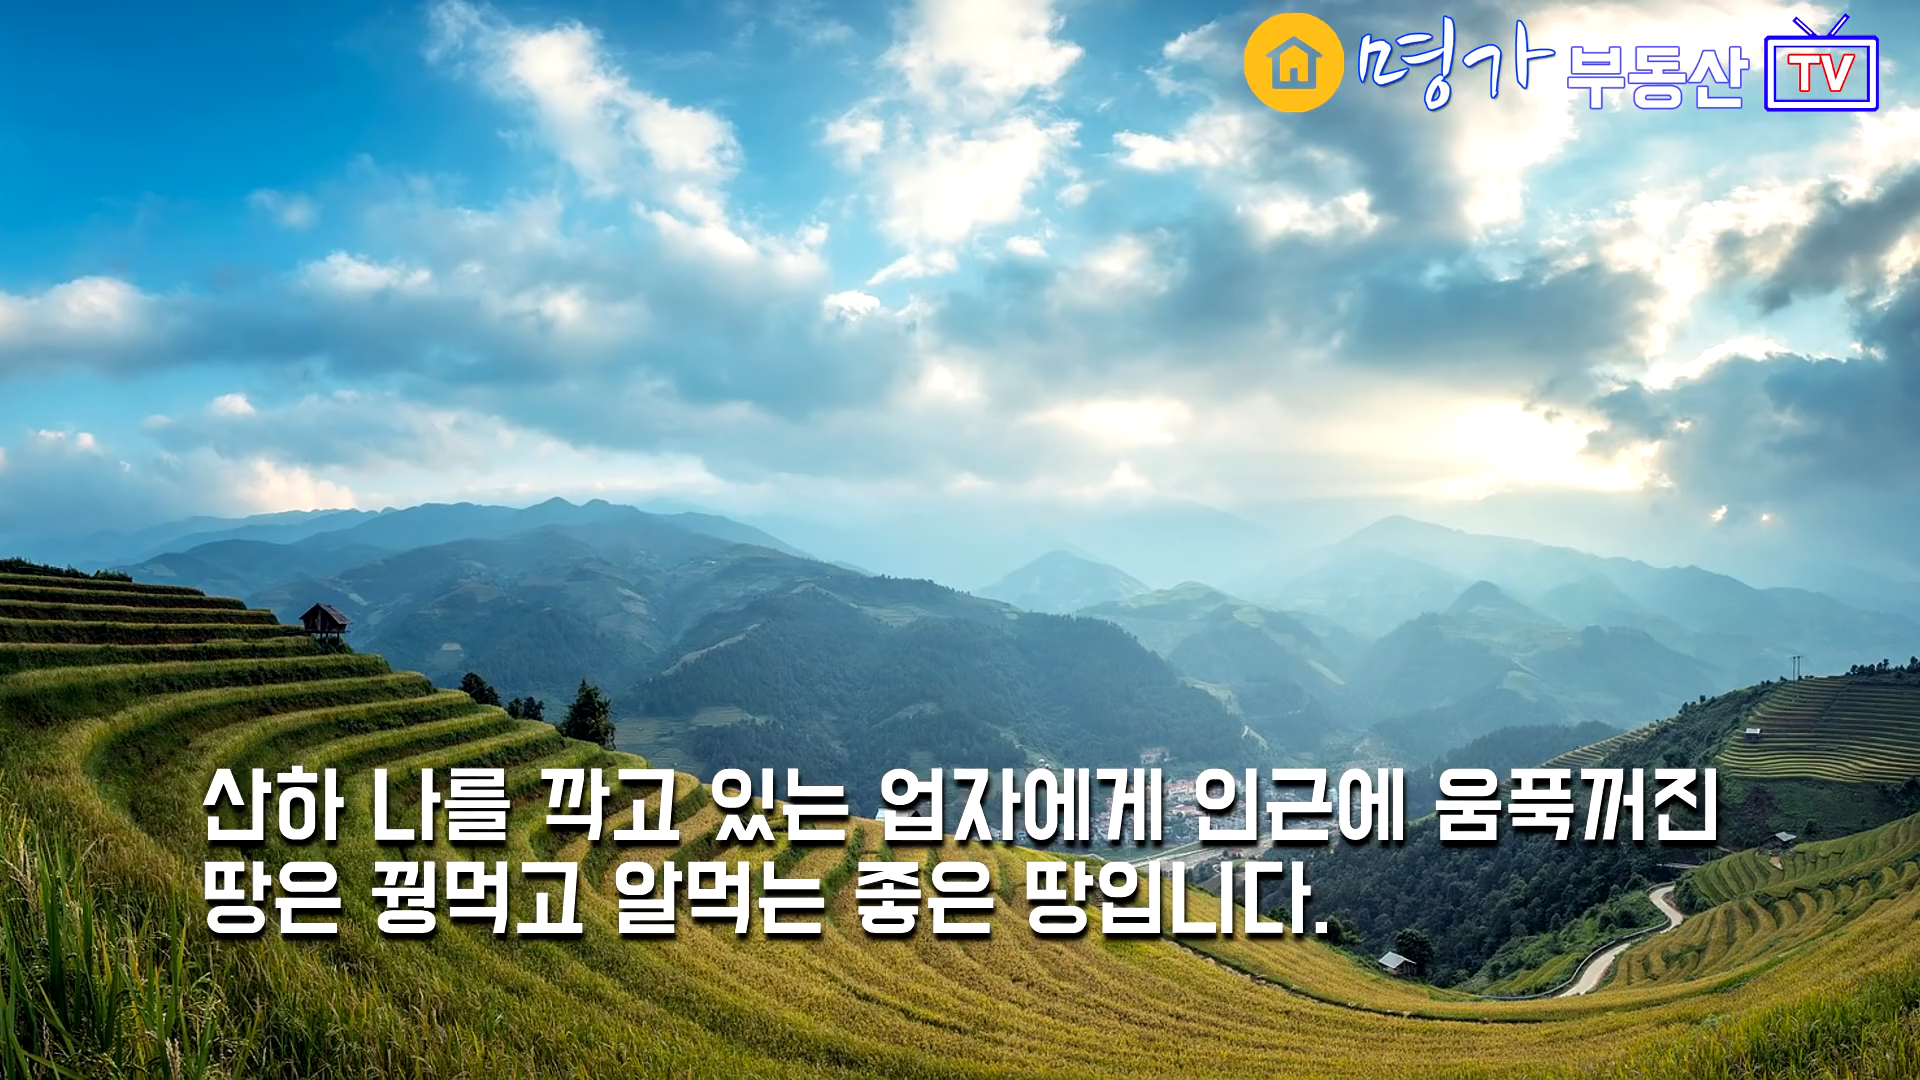 명가 부동산 TV
산하 나를 깍고 있는 업자에게 인근에 움푹꺼진
땅은 꿩먹고 알먹는 좋은 땅입니다.